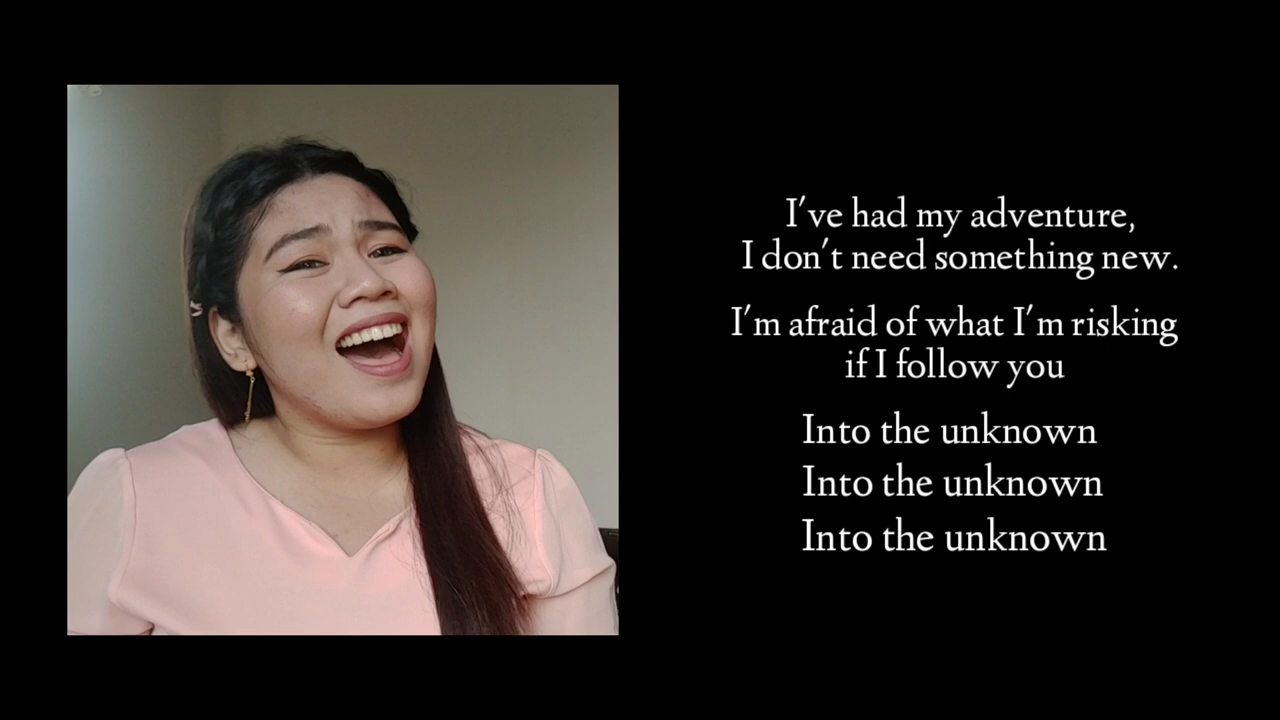 I've had my adventure,
I don't need something new.
I'm afraid of what I'm risking
if I follow you
Into the unknown
Into the unknown
Into the unknown